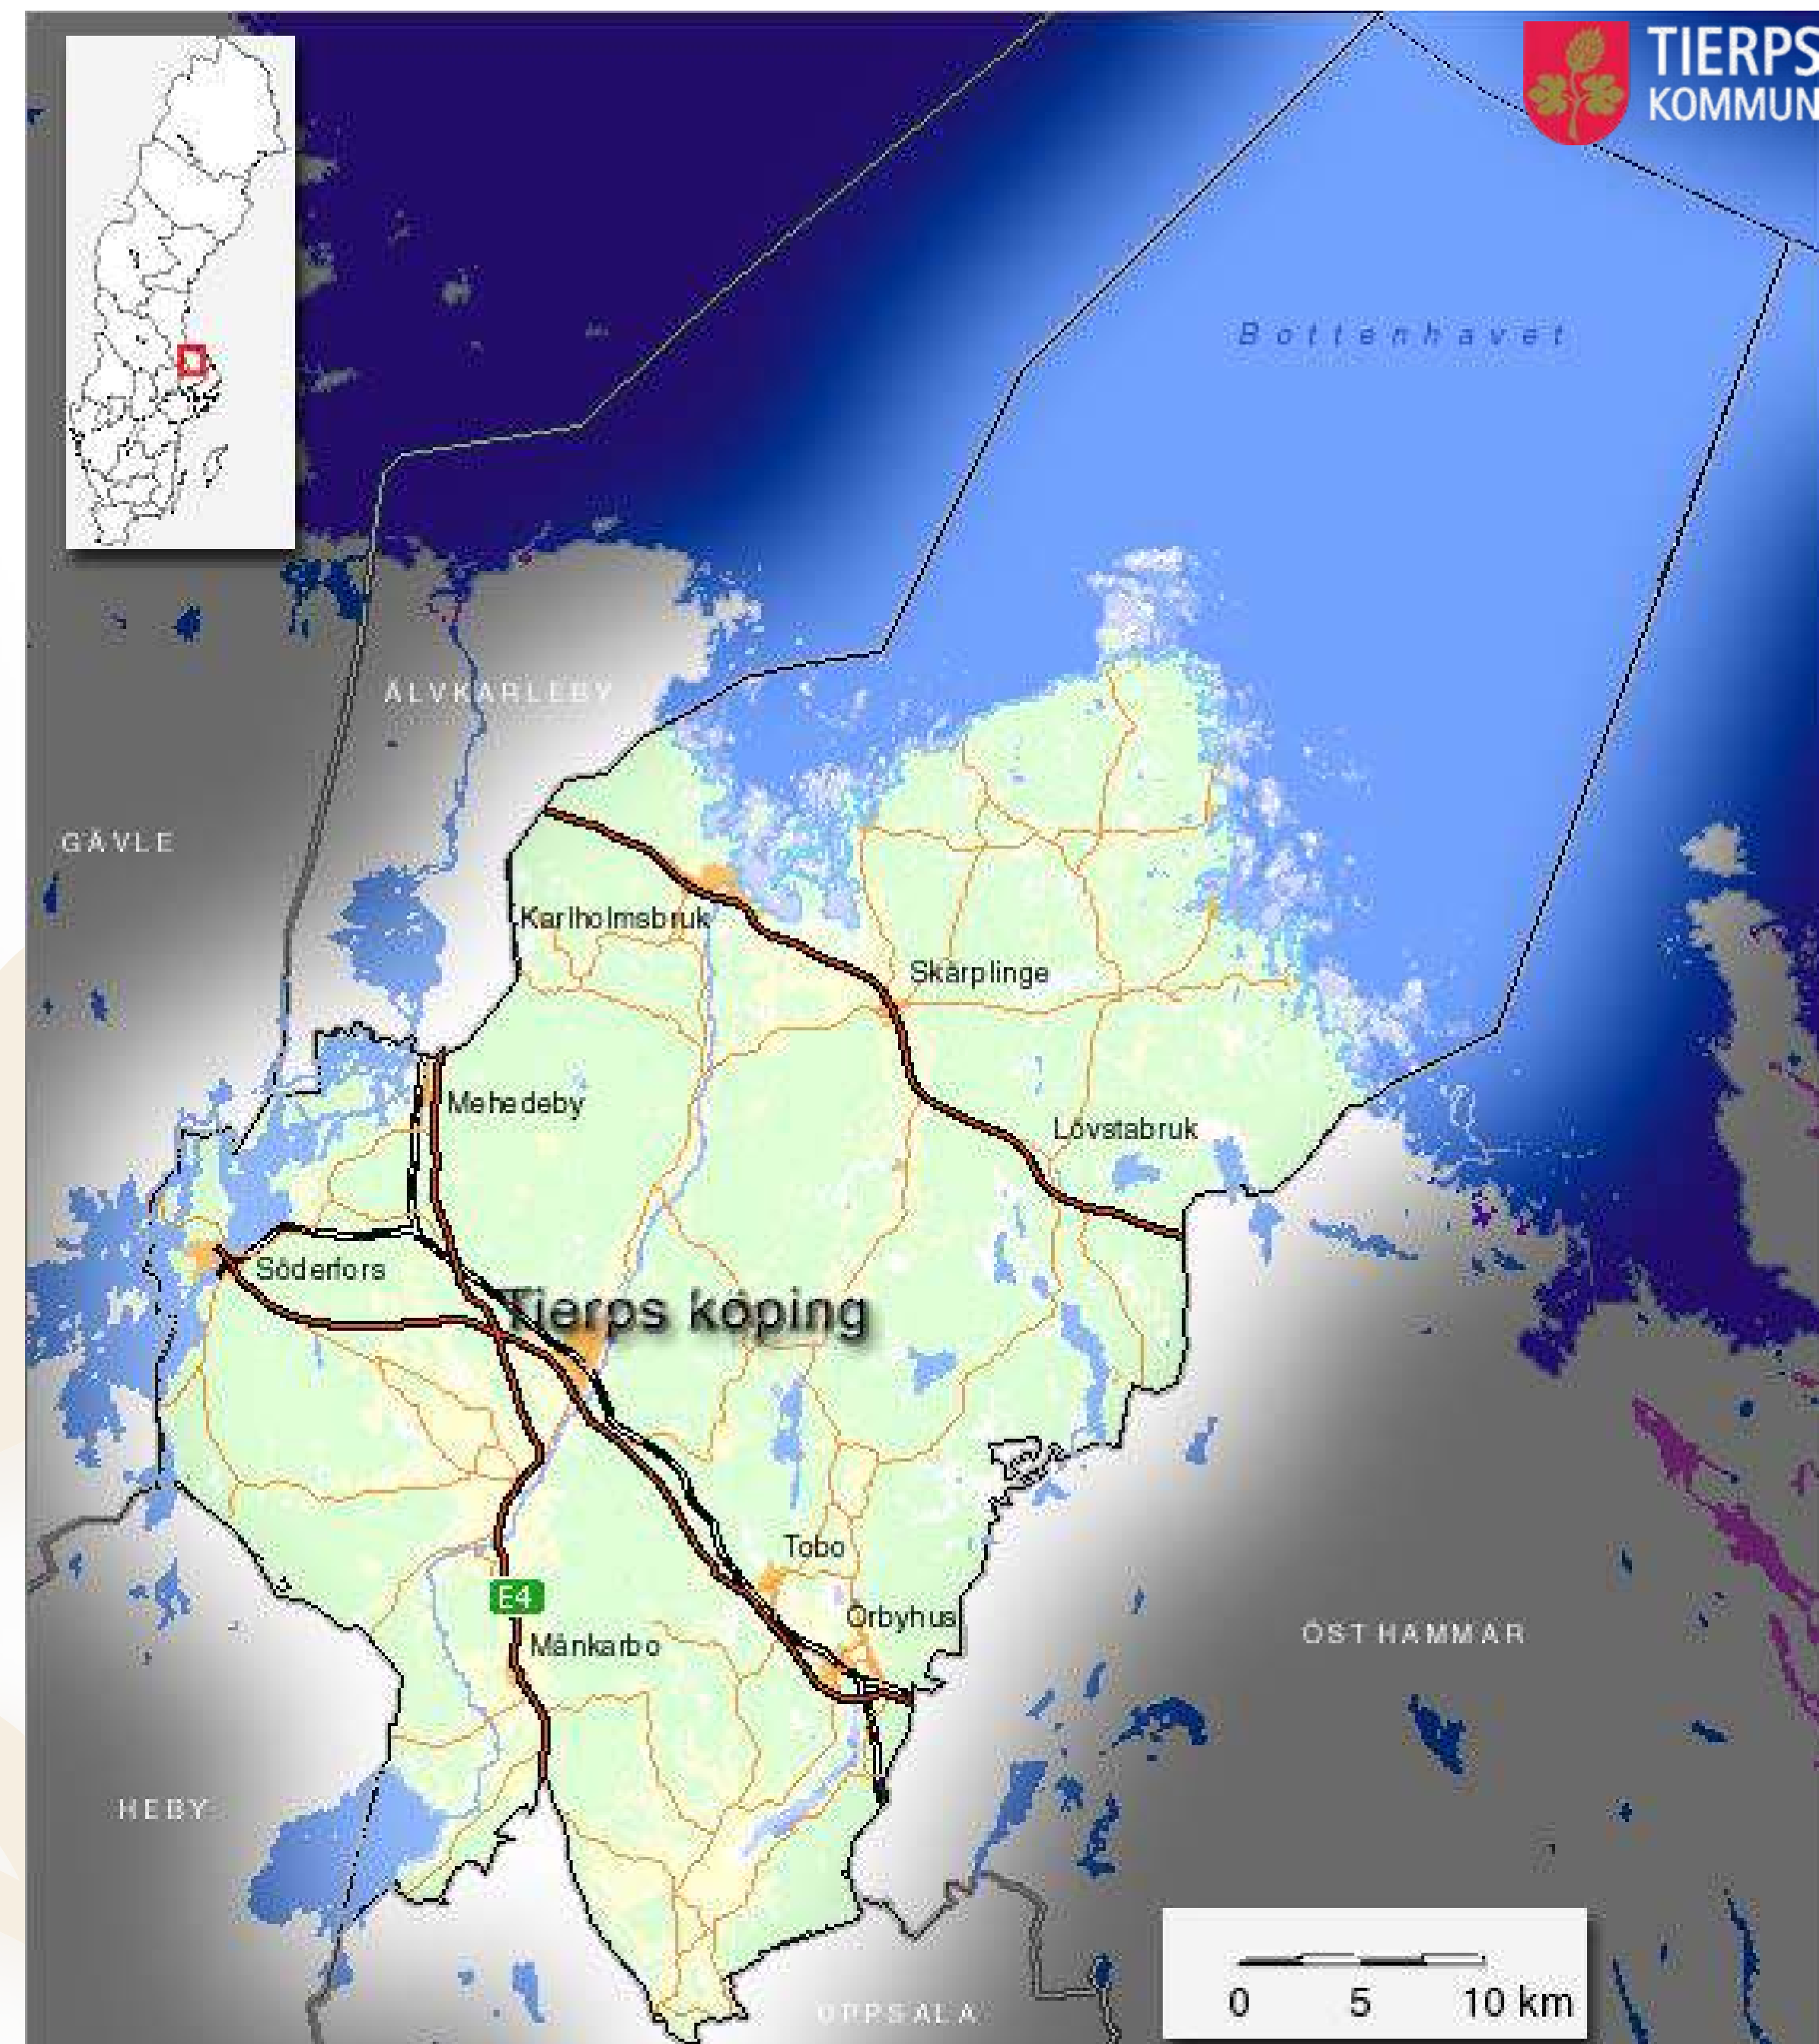 TIERPS
KOMMUN
Bottenhavet
ÄLVKARLEBY
GÄVLE
Karlholmsbruk
Skärplinge
Mehedeby
Lövstabruk
Söderfors
Tierps köping
Tobo
E4
Örbyhus
Månkarbo
ÖSTHAMMAR
HEBY
UPPSALA
0 5 10 km